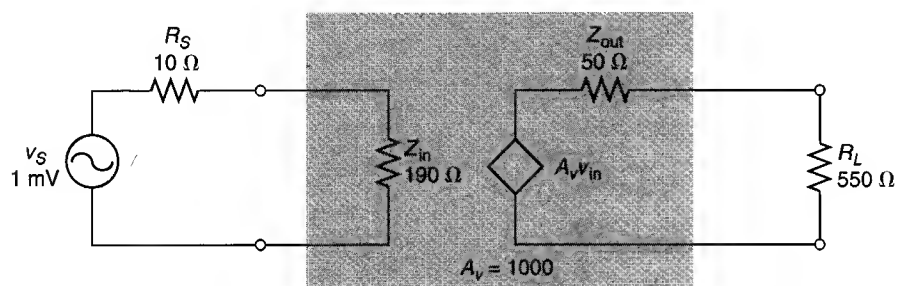 R_S
10 Ω
v_S
1 mV
Z_in
190 Ω
Z_out
50 Ω
A_v v_in
A_v = 1000
R_L
550 Ω